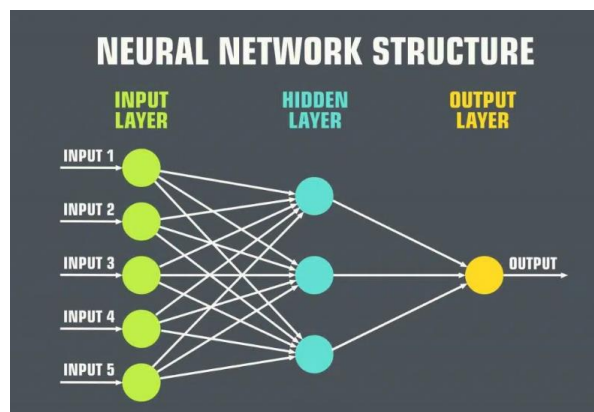 NEURAL NETWORK STRUCTURE
INPUT
LAYER
HIDDEN
LAYER
OUTPUT
LAYER
INPUT 1
INPUT 2
INPUT 3
INPUT 4
INPUT 5
OUTPUT